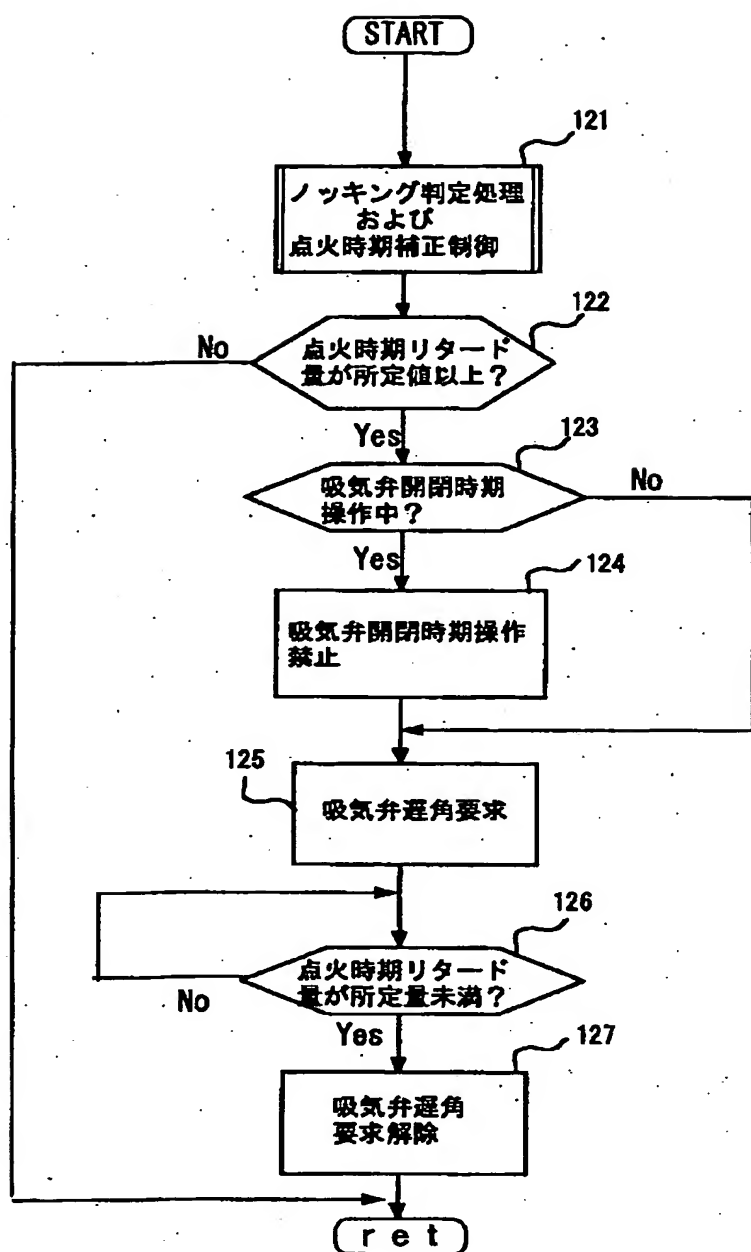 START
121
ノッキング判定処理
および
点火時期補正制御
122
No
点火時期リタード
量が所定値以上?
Yes
123
吸気弁開閉時期
操作中?
No
Yes
124
吸気弁開閉時期操作
禁止
125
吸気弁遅角要求
126
点火時期リタード
量が所定量未満?
No
Yes
127
吸気弁遅角
要求解除
ret